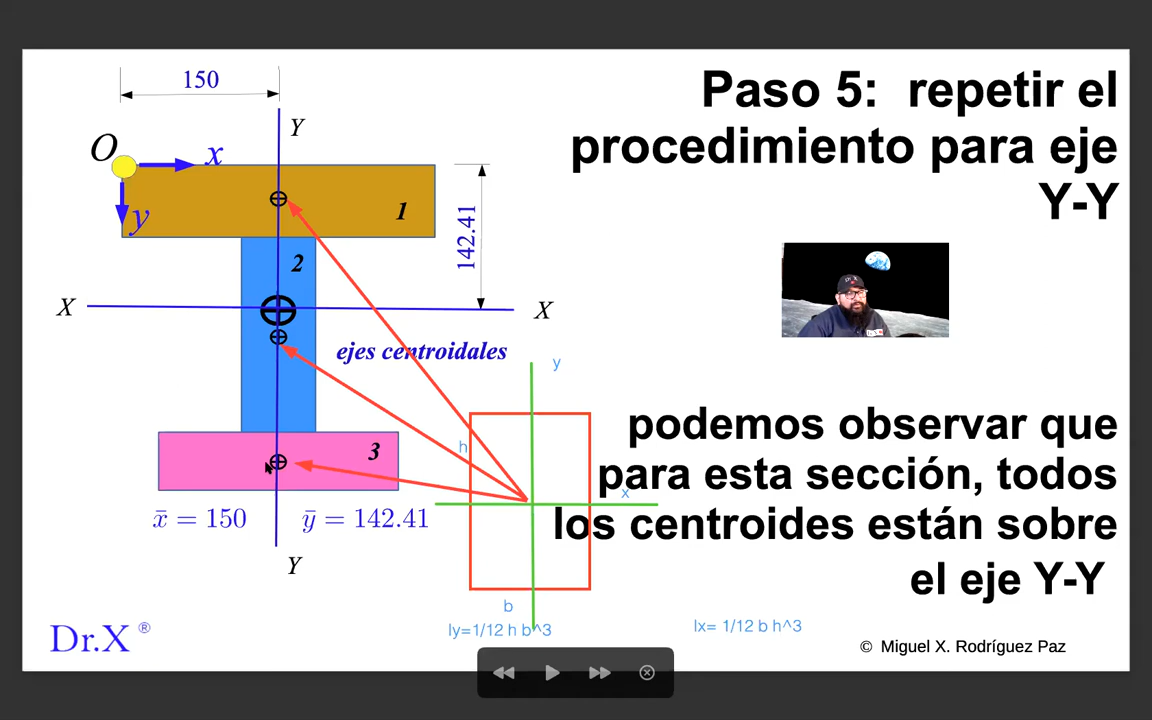 Paso 5: repetir el
procedimiento para eje
Y-Y
150
Y
O
x
y
1
2
142.41
X
X
ejes centroidales
y
h
x
3
x̄ = 150
ȳ = 142.41
Y
b
Iy=1/12 h b^3
Ix= 1/12 b h^3
podemos observar que
para esta sección, todos
los centroides están sobre
el eje Y-Y
Dr.X ®
© Miguel X. Rodríguez Paz